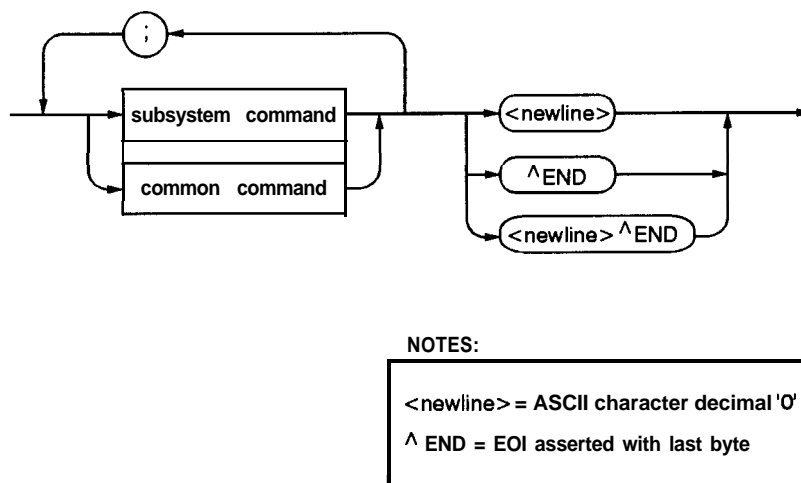 ;
subsystem command
common command
<newline>
^END
<newline> ^END
NOTES:
<newline> = ASCII character decimal '0'
^ END = EOI asserted with last byte